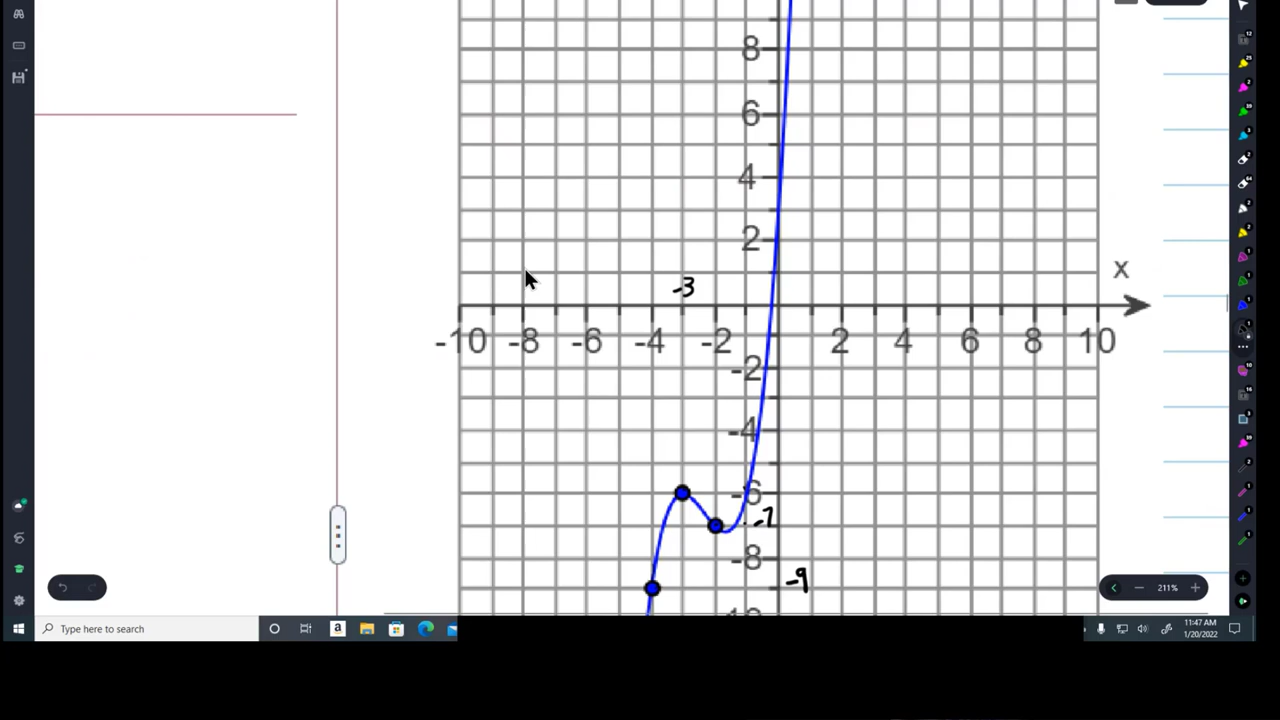 8
6
4
2
x
-3
-10 -8 -6 -4 -2 2 4 6 8 10
-2
-4
-6
-7
-8
-9
211%
Type here to search
a
11:47 AM
1/20/2022